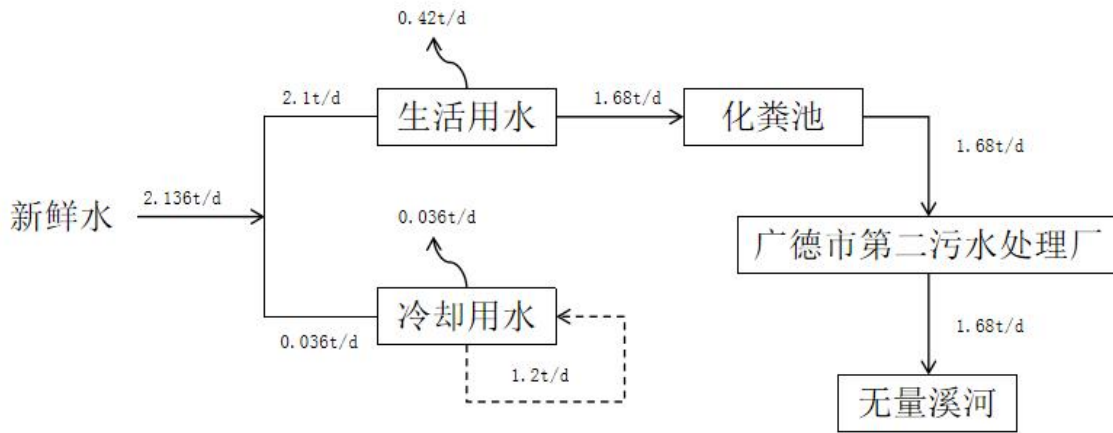 0.42t/d
2.1t/d
生活用水
1.68t/d
化粪池
1.68t/d
新鲜水
2.136t/d
0.036t/d
广德市第二污水处理厂
冷却用水
0.036t/d
1.2t/d
1.68t/d
无量溪河